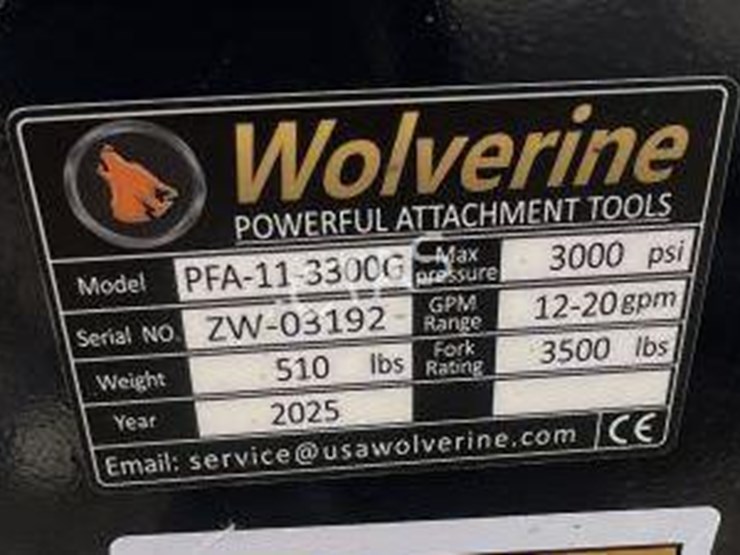 Wolverine
POWERFUL ATTACHMENT TOOLS
Model PFA-11-3300G Max pressure 3000 psi
Serial NO. ZW-03192 GPM Range 12-20gpm
Weight 510 lbs Fork Rating 3500 lbs
Year 2025
Email: service@usawolverine.com CE